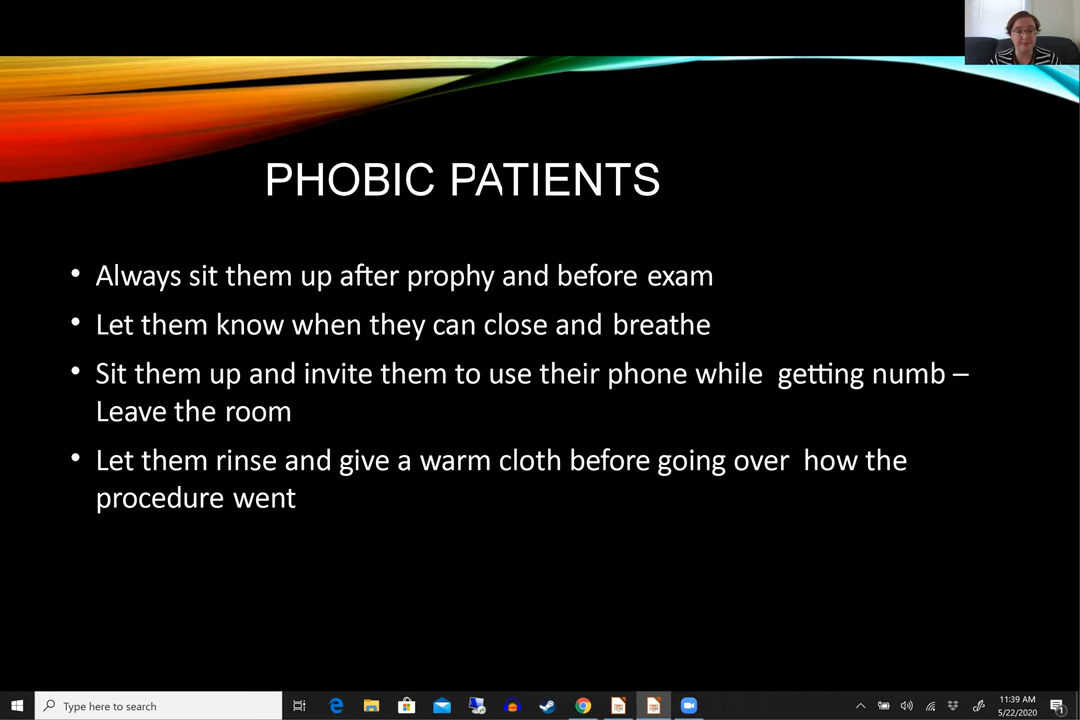 PHOBIC PATIENTS
• Always sit them up after prophy and before exam
• Let them know when they can close and breathe
• Sit them up and invite them to use their phone while getting numb –
Leave the room
• Let them rinse and give a warm cloth before going over how the
procedure went
Type here to search
11:39 AM
5/22/2020
1